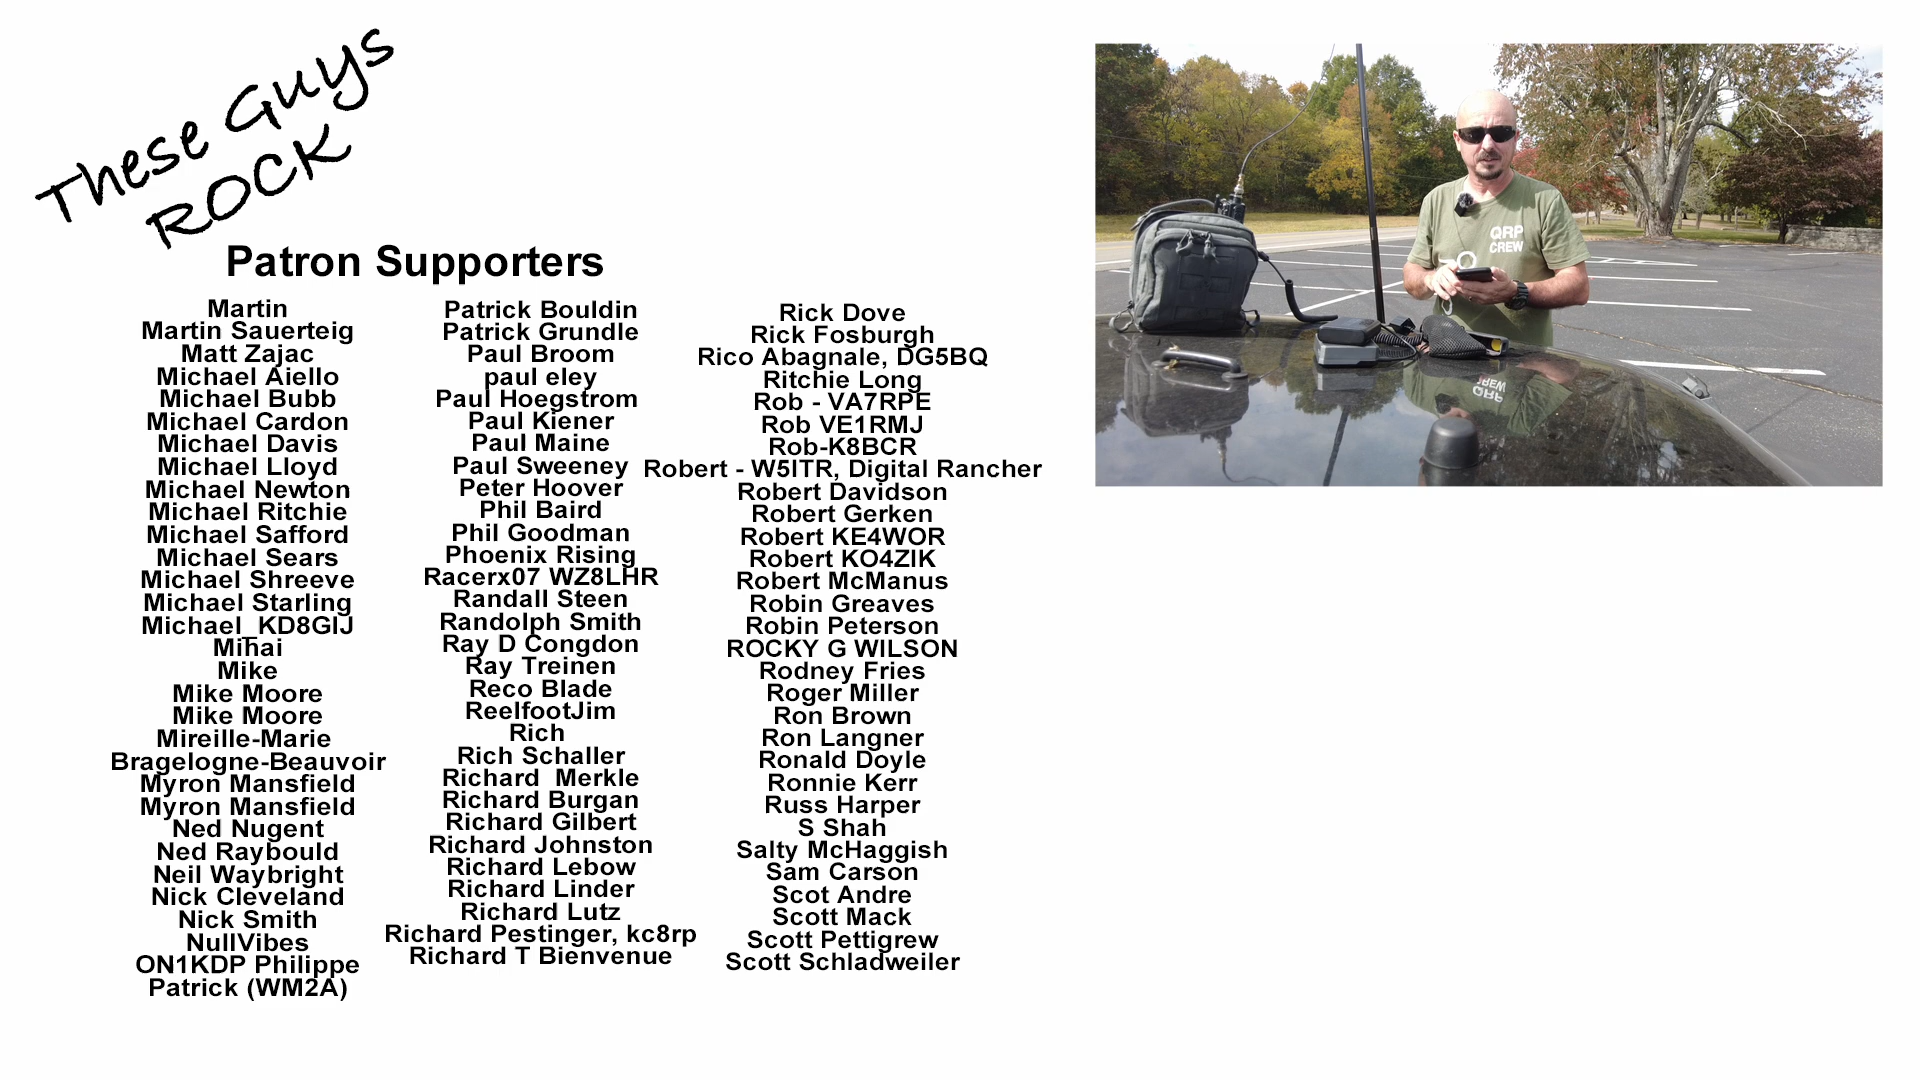 These Guys
ROCK
Patron Supporters
Martin
Martin Sauerteig
Matt Zajac
Michael Aiello
Michael Bubb
Michael Cardon
Michael Davis
Michael Lloyd
Michael Newton
Michael Ritchie
Michael Safford
Michael Sears
Michael Shreeve
Michael Starling
Michael_KD8GIJ
Mihai
Mike
Mike Moore
Mike Moore
Mireille-Marie
Bragelogne-Beauvoir
Myron Mansfield
Myron Mansfield
Ned Nugent
Ned Raybould
Neil Waybright
Nick Cleveland
Nick Smith
NullVibes
ON1KDP Philippe
Patrick (WM2A)
Patrick Bouldin
Patrick Grundle
Paul Broom
paul eley
Paul Hoegstrom
Paul Kiener
Paul Maine
Paul Sweeney
Peter Hoover
Phil Baird
Phil Goodman
Phoenix Rising
Racerx07 WZ8LHR
Randall Steen
Randolph Smith
Ray D Congdon
Ray Treinen
Reco Blade
ReelfootJim
Rich
Rich Schaller
Richard  Merkle
Richard Burgan
Richard Gilbert
Richard Johnston
Richard Lebow
Richard Linder
Richard Lutz
Richard Pestinger, kc8rp
Richard T Bienvenue
Rick Dove
Rick Fosburgh
Rico Abagnale, DG5BQ
Ritchie Long
Rob - VA7RPE
Rob VE1RMJ
Rob-K8BCR
Robert - W5ITR, Digital Rancher
Robert Davidson
Robert Gerken
Robert KE4WOR
Robert KO4ZIK
Robert McManus
Robin Greaves
Robin Peterson
ROCKY G WILSON
Rodney Fries
Roger Miller
Ron Brown
Ron Langner
Ronald Doyle
Ronnie Kerr
Russ Harper
S Shah
Salty McHaggish
Sam Carson
Scot Andre
Scott Mack
Scott Pettigrew
Scott Schladweiler
QRP
CREW